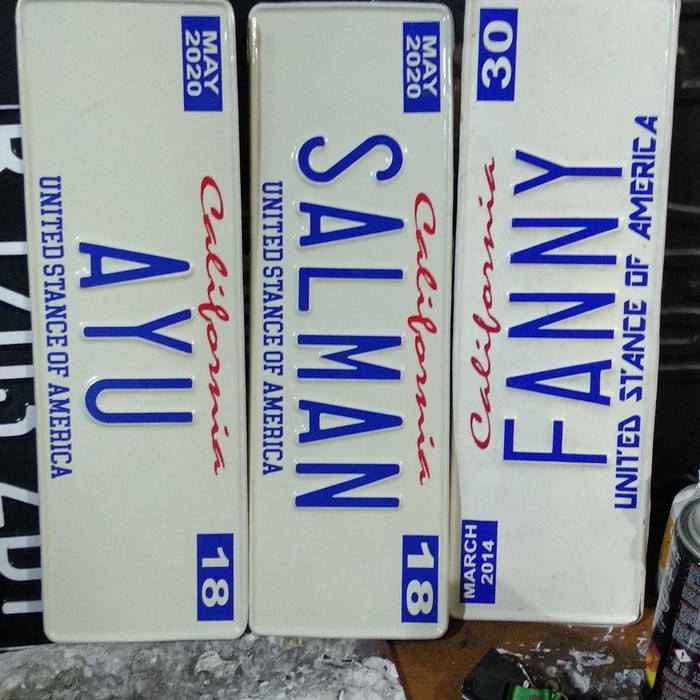 MAY
2020
California
18
AYU
UNITED STANCE OF AMERICA
MAY
2020
California
18
SALMAN
UNITED STANCE OF AMERICA
MARCH
2014
California
30
FANNY
UNITED STANCE OF AMERICA